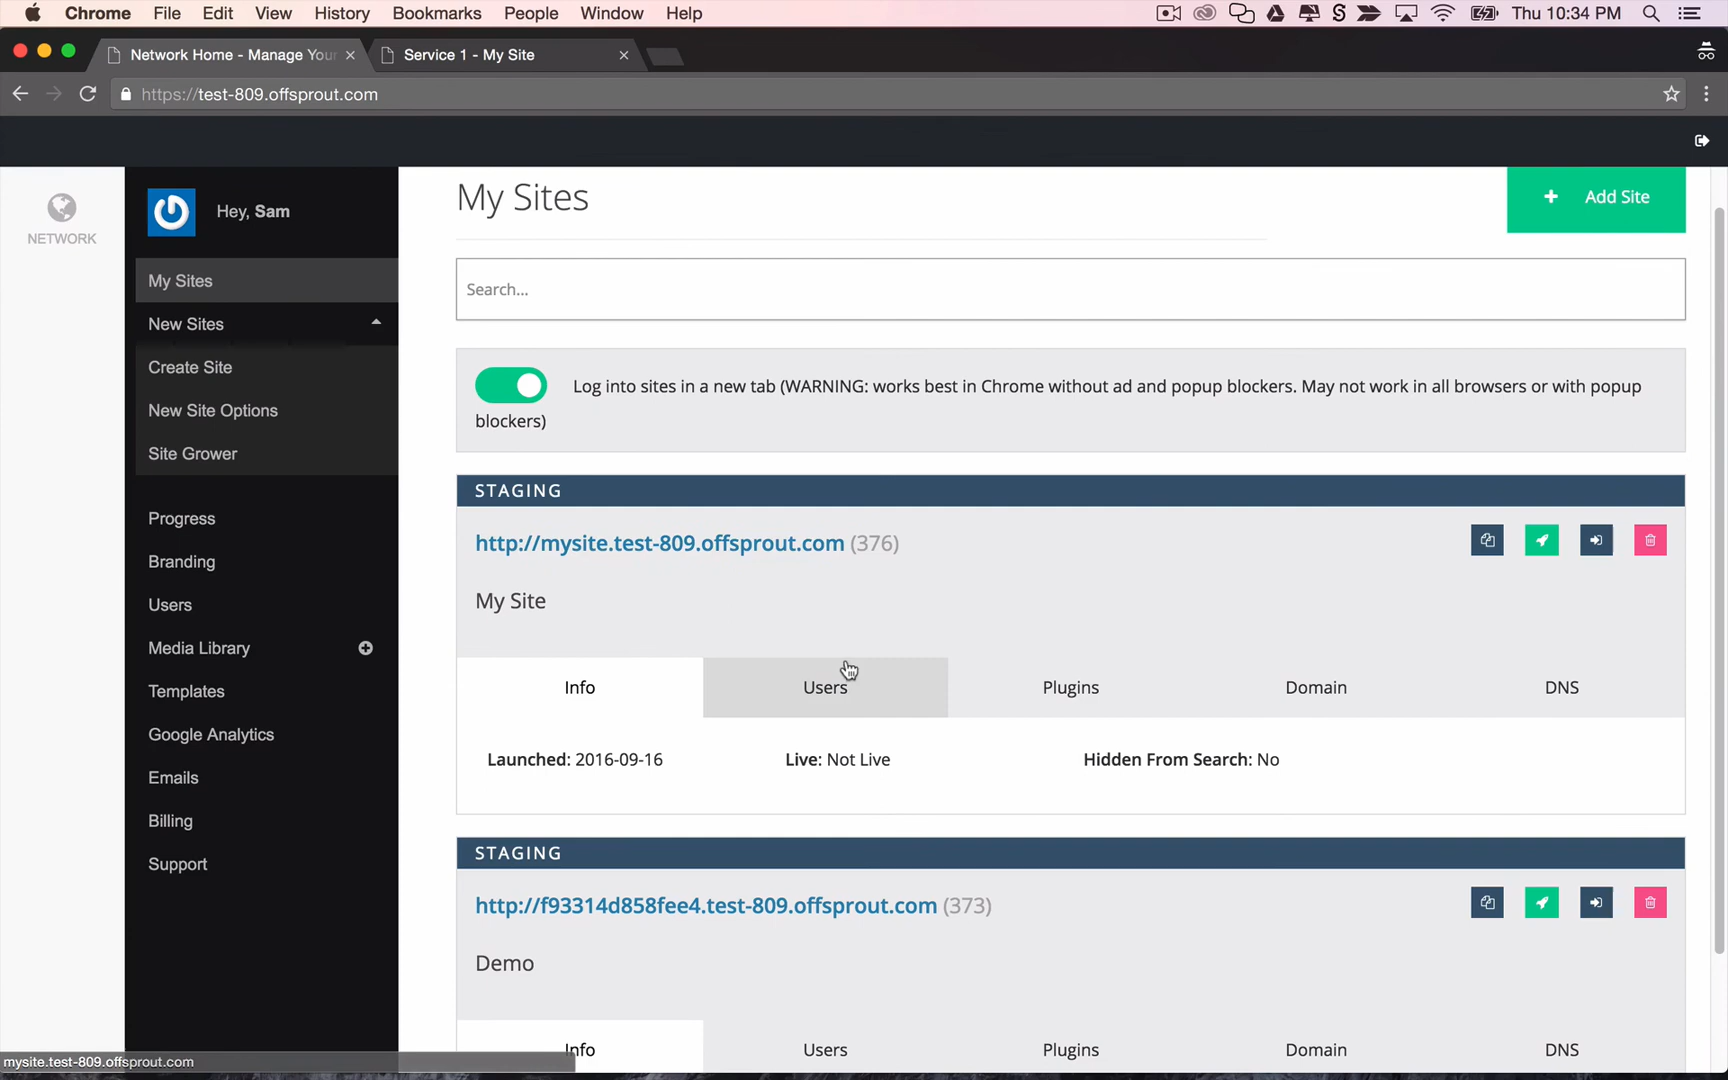 Chrome File Edit View History Bookmarks People Window Help Thu 10:34 PM
Network Home - Manage Your Service 1 - My Site
https://test-809.offsprout.com
NETWORK
Hey, Sam
My Sites
New Sites
Create Site
New Site Options
Site Grower
Progress
Branding
Users
Media Library
Templates
Google Analytics
Emails
Billing
Support
My Sites
+ Add Site
Search...
Log into sites in a new tab (WARNING: works best in Chrome without ad and popup blockers. May not work in all browsers or with popup
blockers)
STAGING
http://mysite.test-809.offsprout.com (376)
My Site
Info Users Plugins Domain DNS
Launched: 2016-09-16 Live: Not Live Hidden From Search: No
STAGING
http://f93314d858fee4.test-809.offsprout.com (373)
Demo
Info Users Plugins Domain DNS
mysite.test-809.offsprout.com